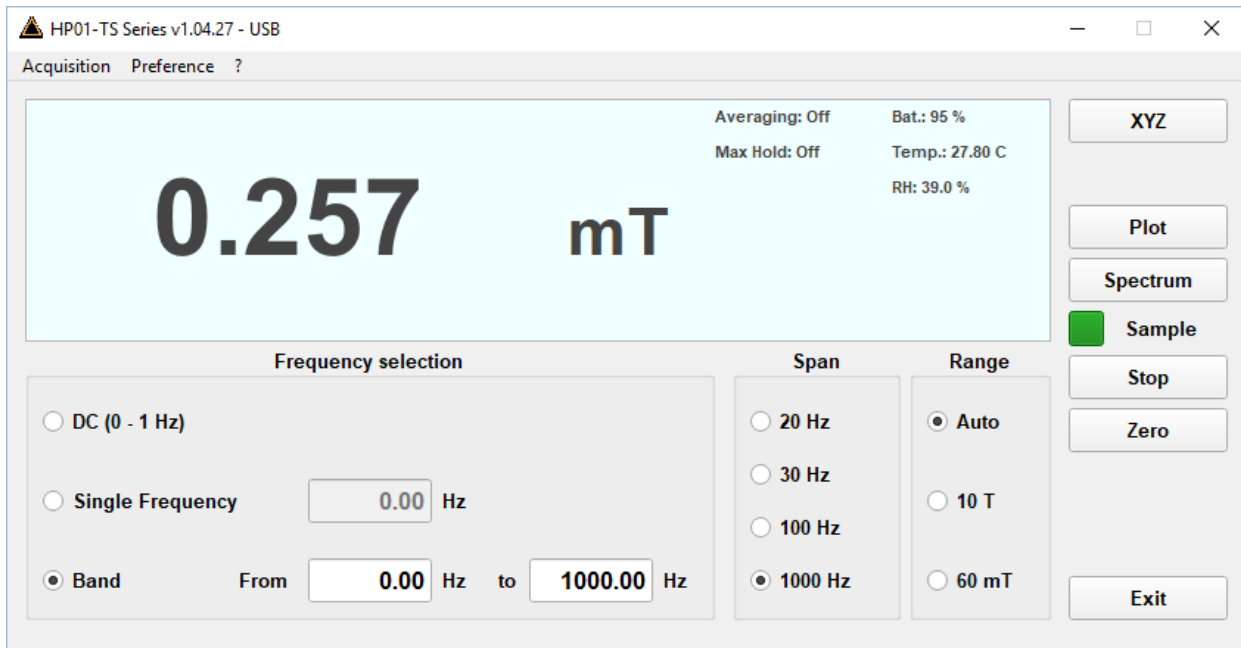 HP01-TS Series v1.04.27 - USB
Acquisition Preference ?
Averaging: Off Bat.: 95 %
Max Hold: Off Temp.: 27.80 C
RH: 39.0 %
0.257 mT
XYZ
Plot
Spectrum
Sample
Stop
Zero
Exit
Frequency selection
DC (0 - 1 Hz)
Single Frequency 0.00 Hz
Band From 0.00 Hz to 1000.00 Hz
Span
20 Hz
30 Hz
100 Hz
1000 Hz
Range
Auto
10 T
60 mT